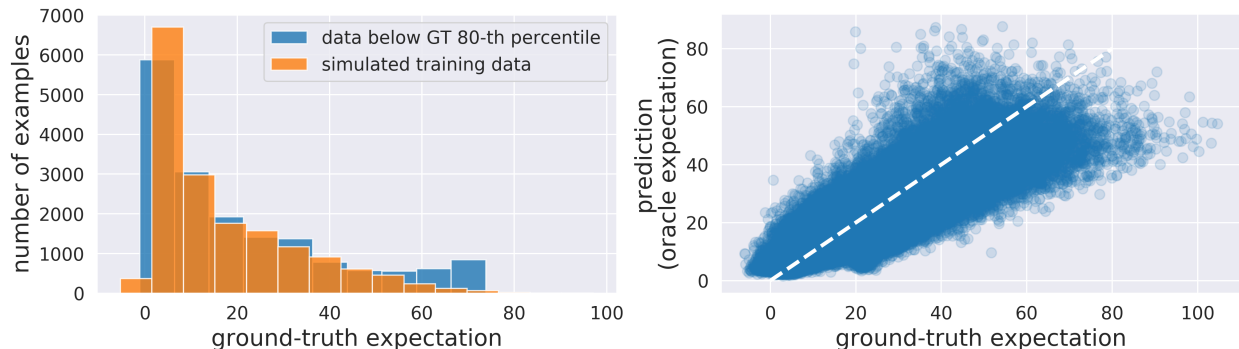 7000
6000
5000
4000
3000
2000
1000
0
number of examples
data below GT 80-th percentile
simulated training data
0 20 40 60 80 100
ground-truth expectation
80
60
40
20
0
prediction
(oracle expectation)
0 20 40 60 80 100
ground-truth expectation